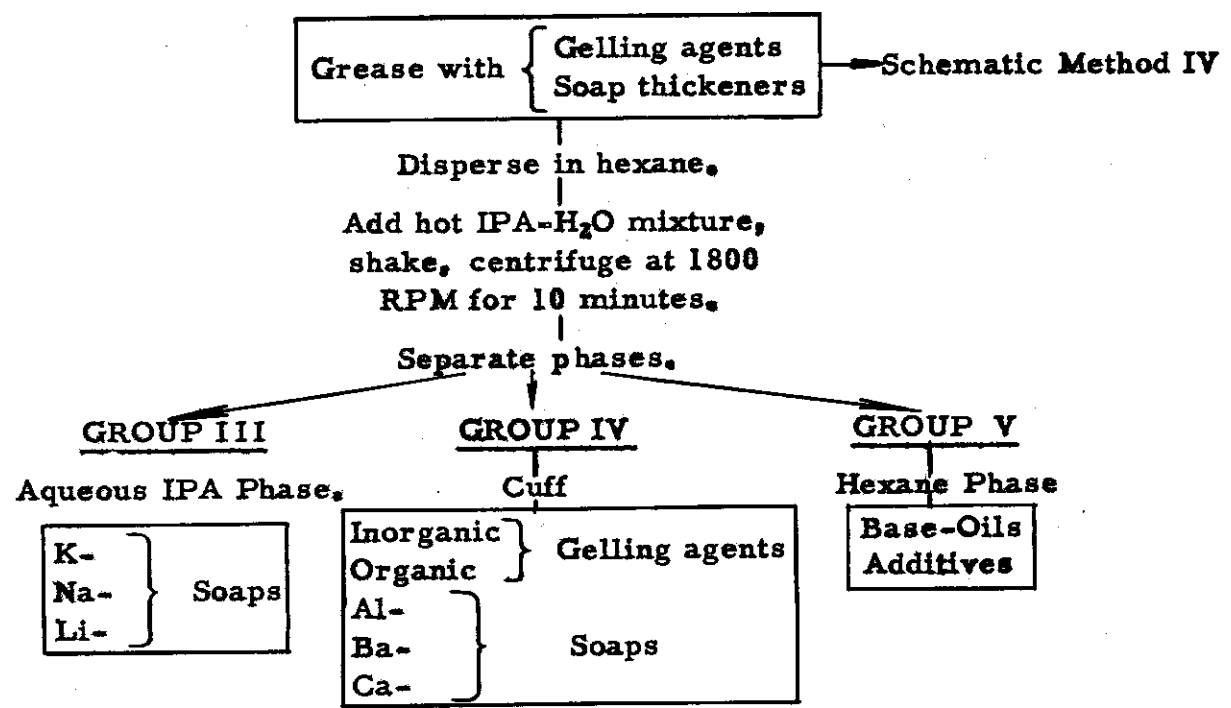 Grease with { Gelling agents
Soap thickeners
Schematic Method IV
Disperse in hexane.
Add hot IPA-H₂O mixture,
shake, centrifuge at 1800
RPM for 10 minutes.
Separate phases.
GROUP III
Aqueous IPA Phase.
K-
Na- } Soaps
Li-
GROUP IV
Cuff
Inorganic
Organic } Gelling agents
Al-
Ba- } Soaps
Ca-
GROUP V
Hexane Phase
Base-Oils
Additives